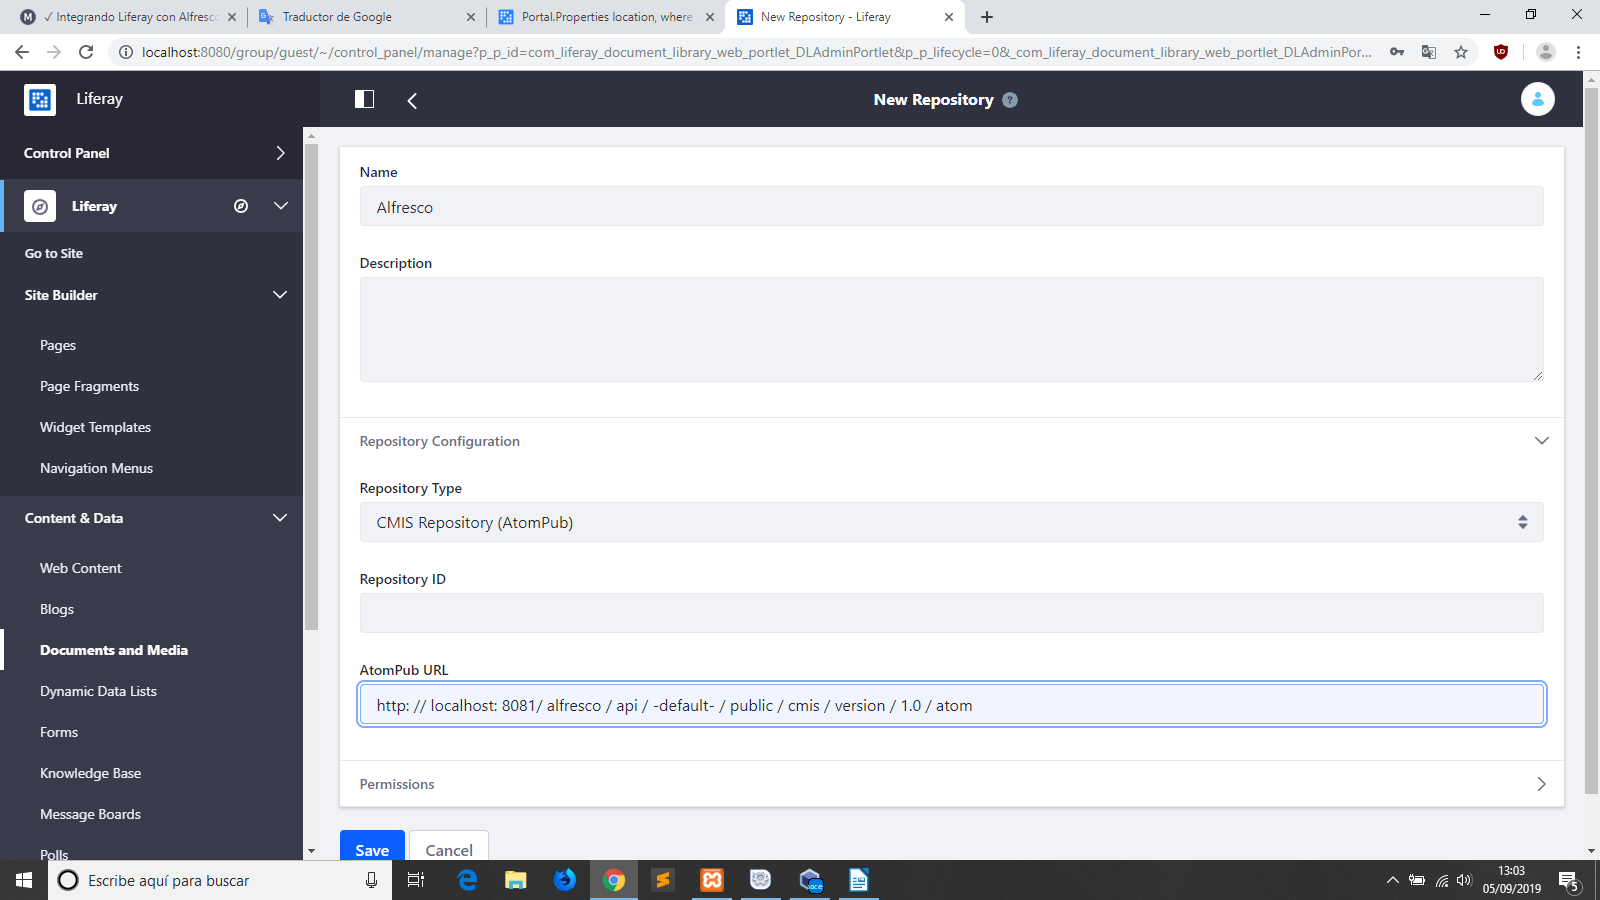 ✓ Integrando Liferay con Alfresco
Traductor de Google
Portal.Properties location, where
New Repository - Liferay
localhost:8080/group/guest/~/control_panel/manage?p_p_id=com_liferay_document_library_web_portlet_DLAdminPortlet&p_p_lifecycle=0&_com_liferay_document_library_web_portlet_DLAdminPor...
Liferay
New Repository ?
Control Panel
Liferay
Go to Site
Site Builder
Pages
Page Fragments
Widget Templates
Navigation Menus
Content & Data
Web Content
Blogs
Documents and Media
Dynamic Data Lists
Forms
Knowledge Base
Message Boards
Polls
Name
Alfresco
Description
Repository Configuration
Repository Type
CMIS Repository (AtomPub)
Repository ID
AtomPub URL
http: // localhost: 8081/ alfresco / api / -default- / public / cmis / version / 1.0 / atom
Permissions
Save
Cancel
Escribe aquí para buscar
13:03
05/09/2019
5